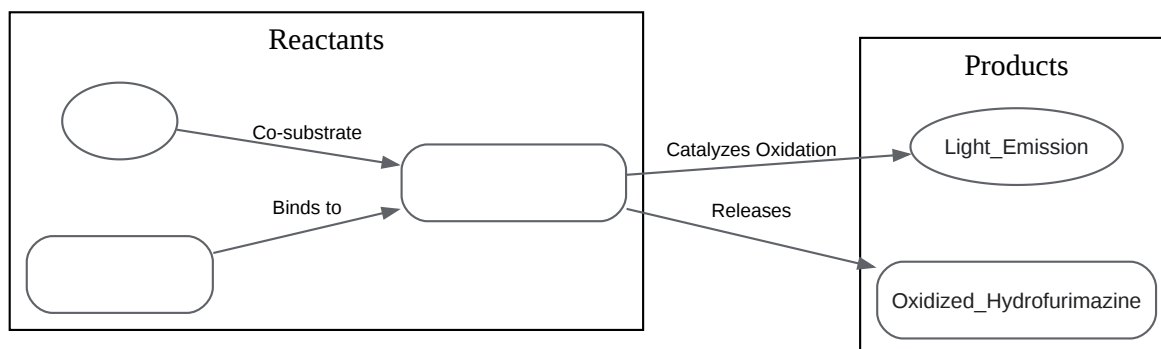 Reactants
Co-substrate
Binds to
Catalyzes Oxidation
Releases
Products
Light_Emission
Oxidized_Hydrofurimazine